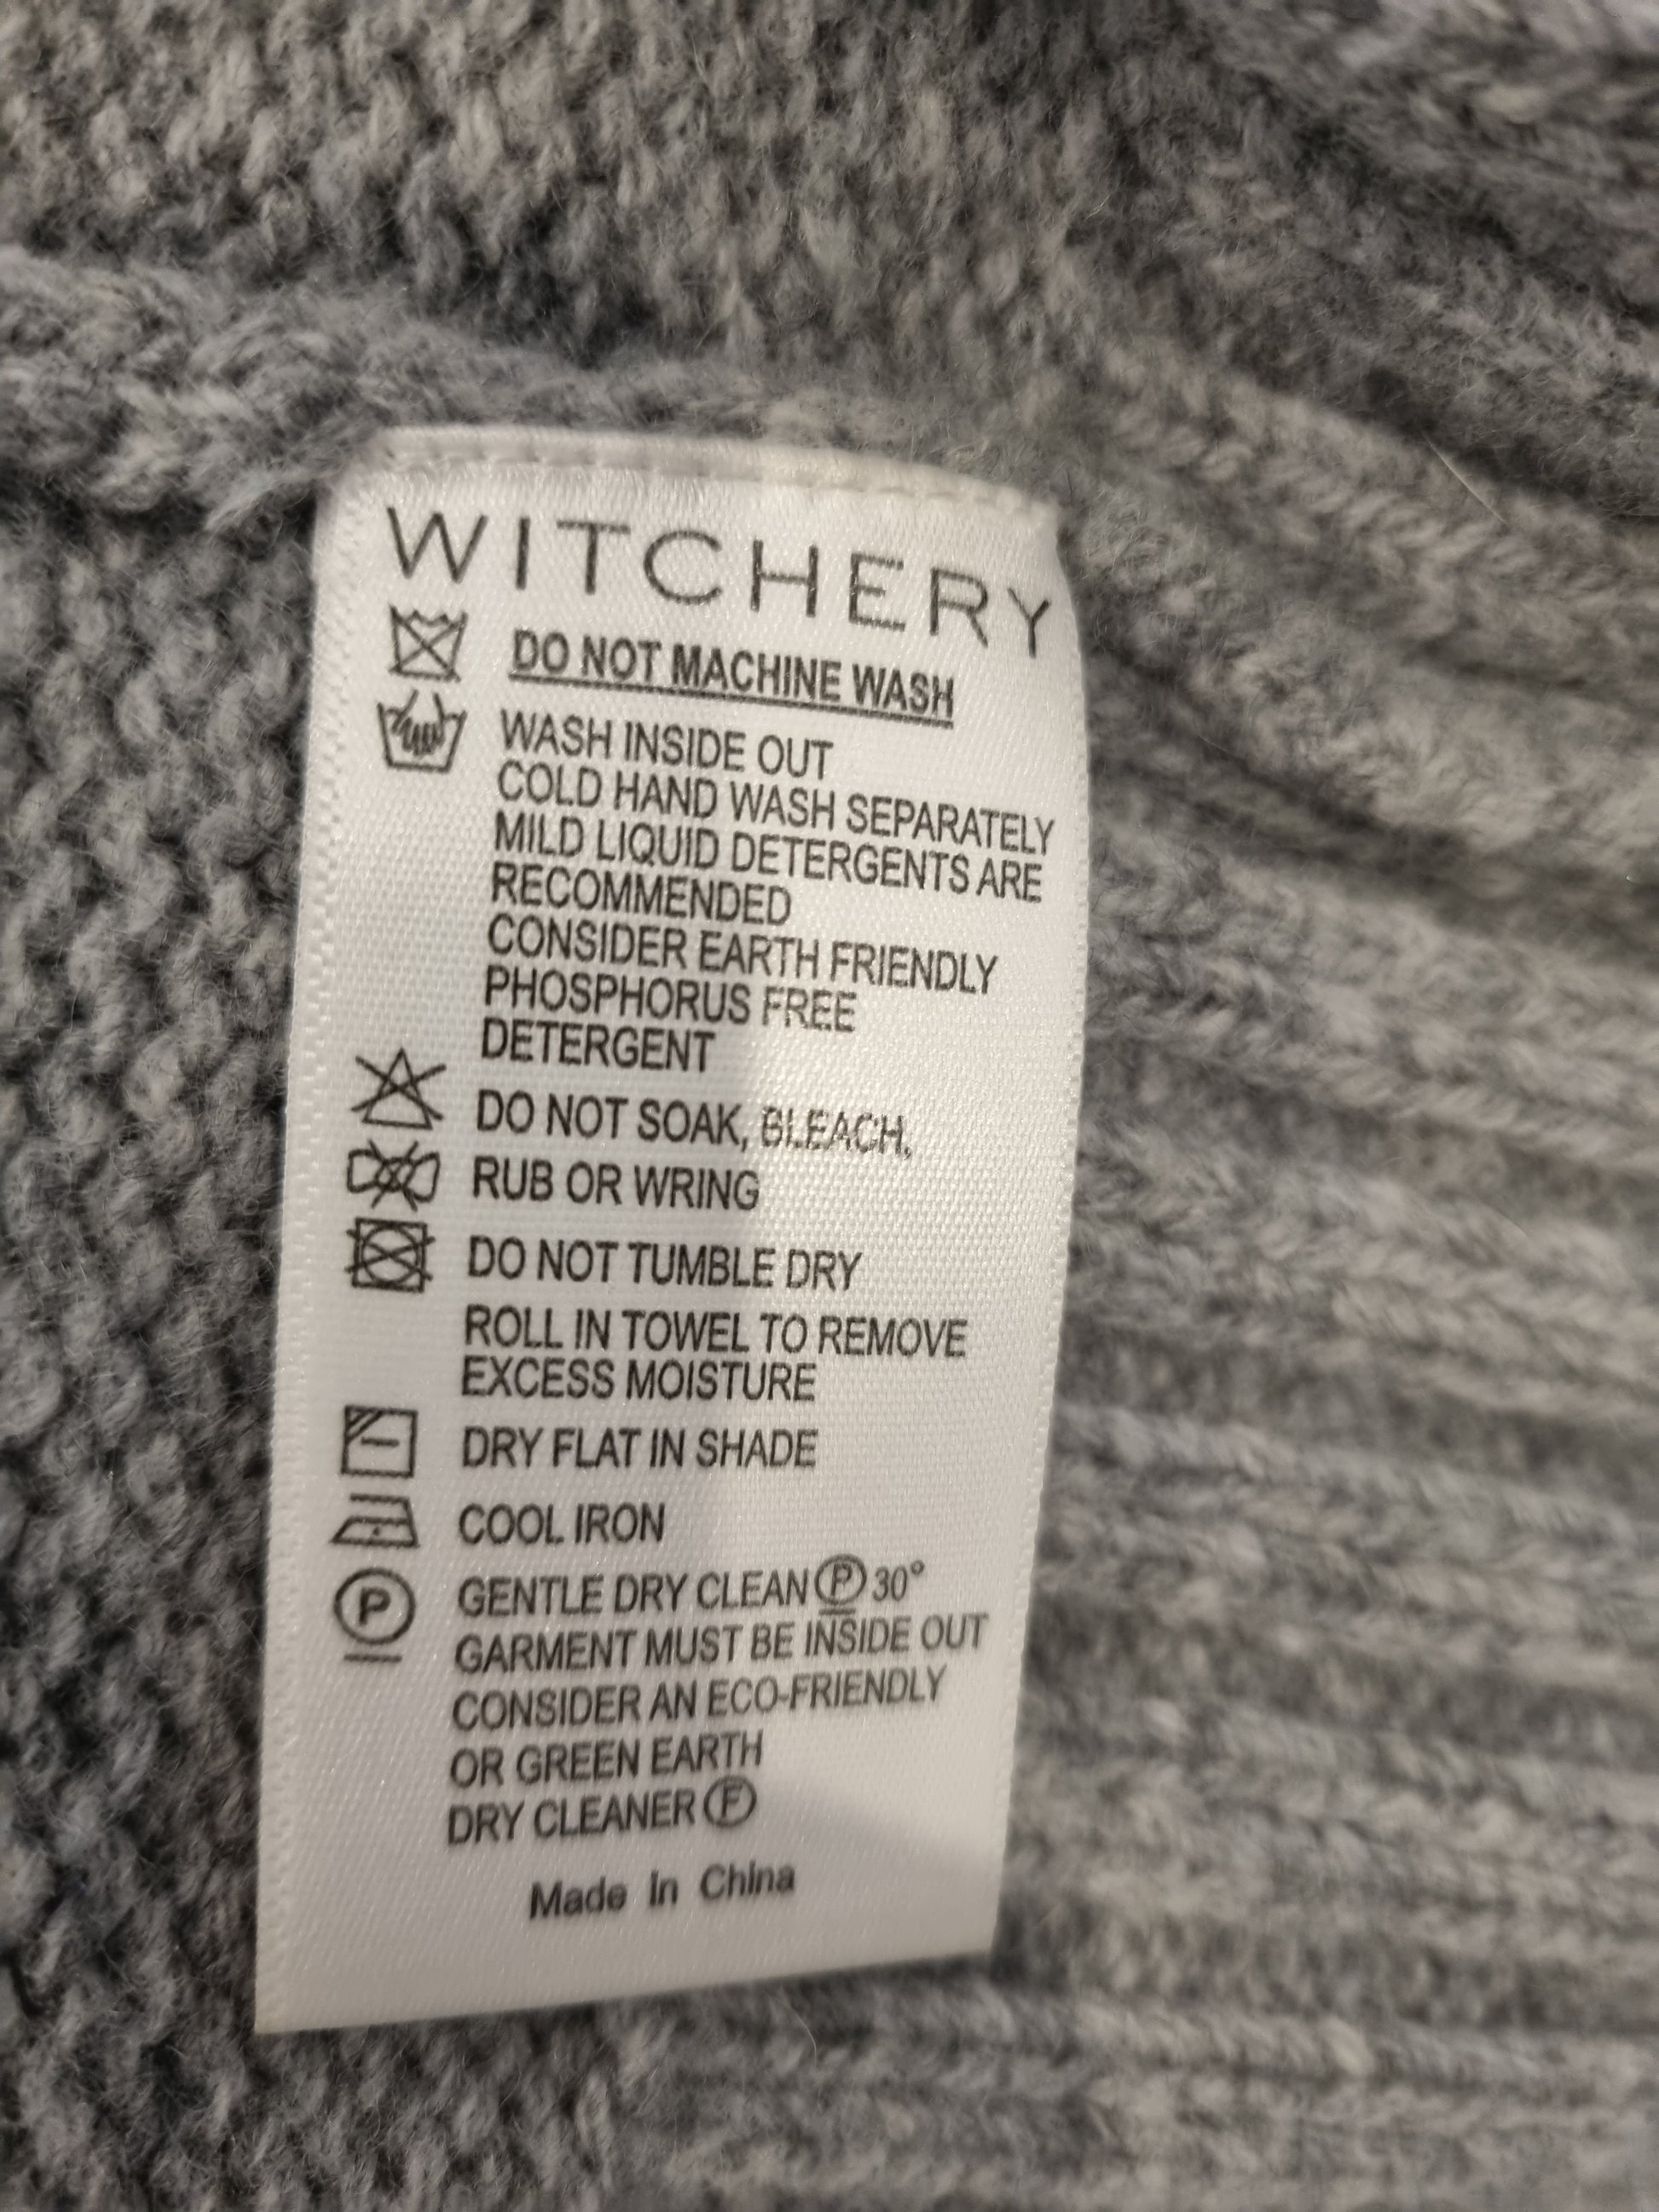 WITCHERY
DO NOT MACHINE WASH
WASH INSIDE OUT
COLD HAND WASH SEPARATELY
MILD LIQUID DETERGENTS ARE
RECOMMENDED
CONSIDER EARTH FRIENDLY
PHOSPHORUS FREE
DETERGENT
DO NOT SOAK, BLEACH,
RUB OR WRING
DO NOT TUMBLE DRY
ROLL IN TOWEL TO REMOVE
EXCESS MOISTURE
DRY FLAT IN SHADE
COOL IRON
P GENTLE DRY CLEAN Ⓟ 30°
GARMENT MUST BE INSIDE OUT
CONSIDER AN ECO-FRIENDLY
OR GREEN EARTH
DRY CLEANER Ⓕ
Made In China